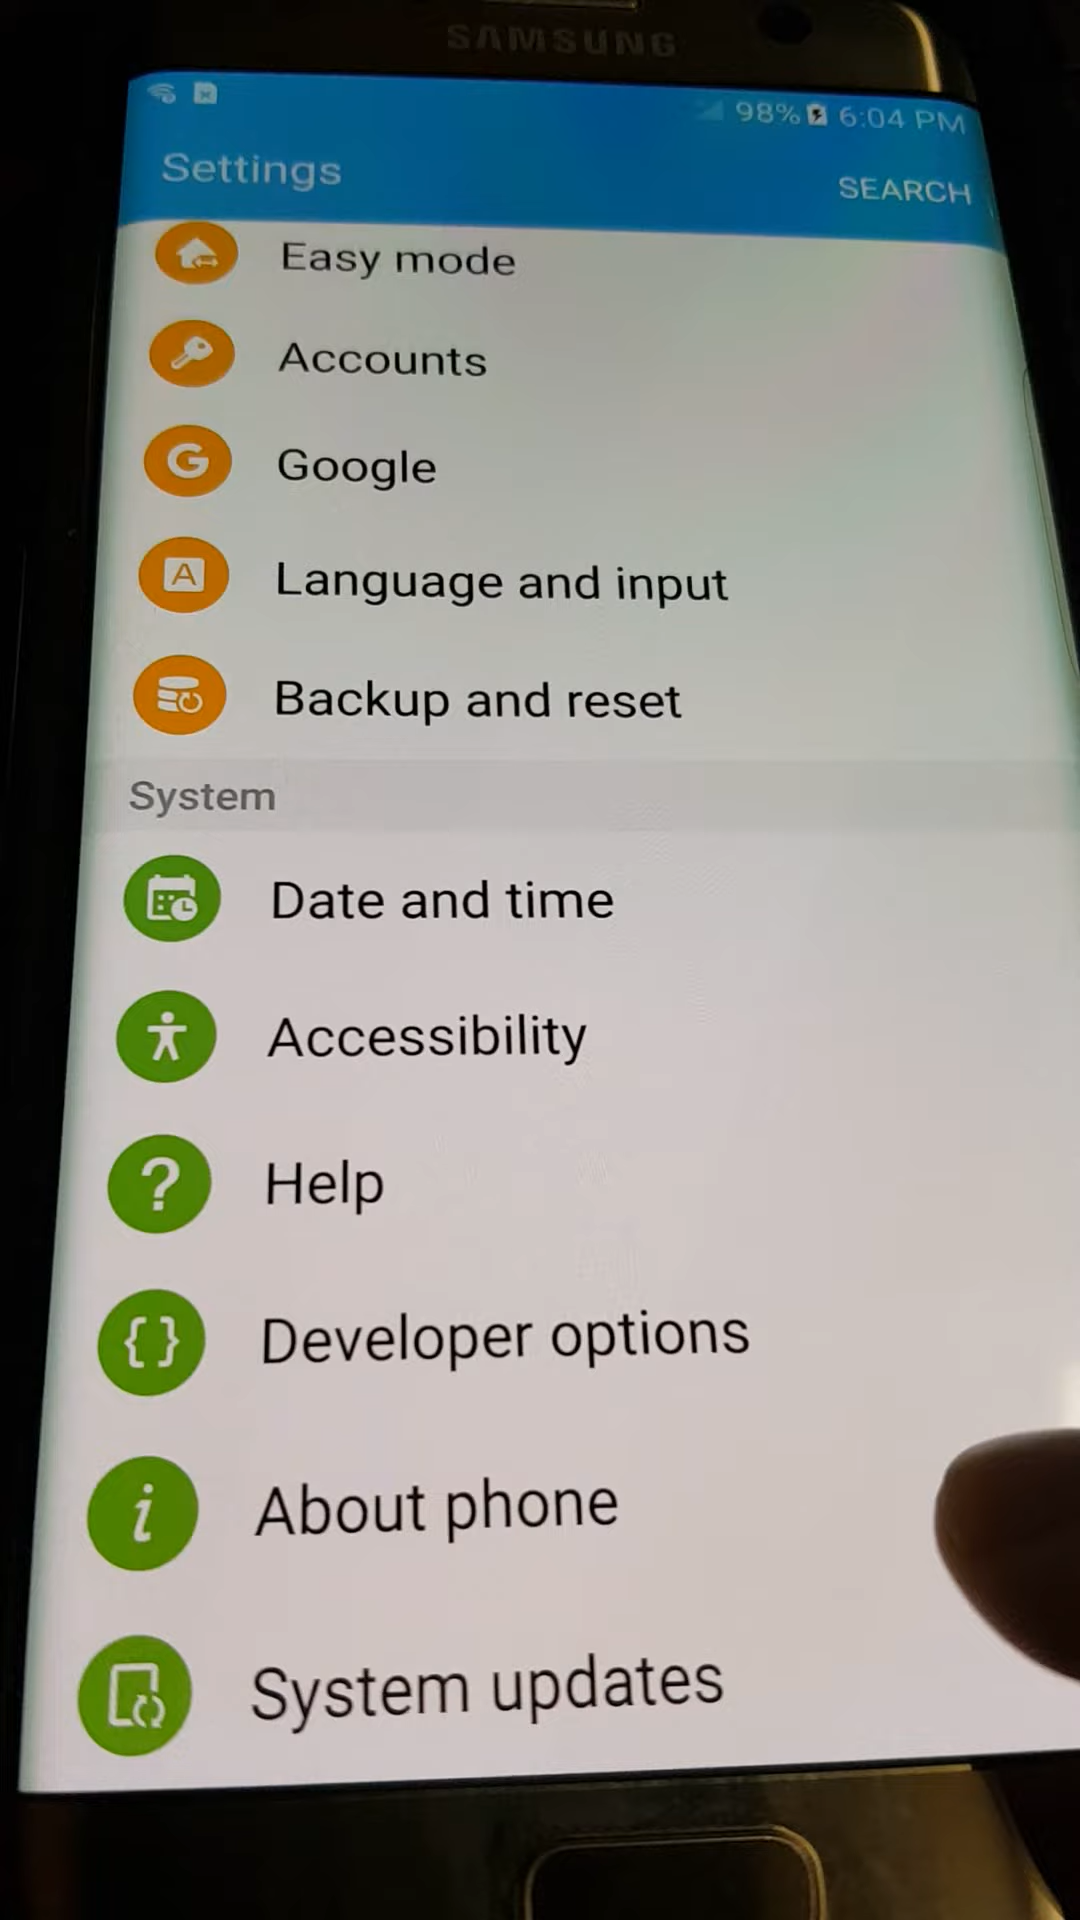 SAMSUNG
98% 6:04 PM
Settings
SEARCH
Easy mode
Accounts
G Google
A Language and input
Backup and reset
System
Date and time
Accessibility
? Help
{} Developer options
i About phone
System updates